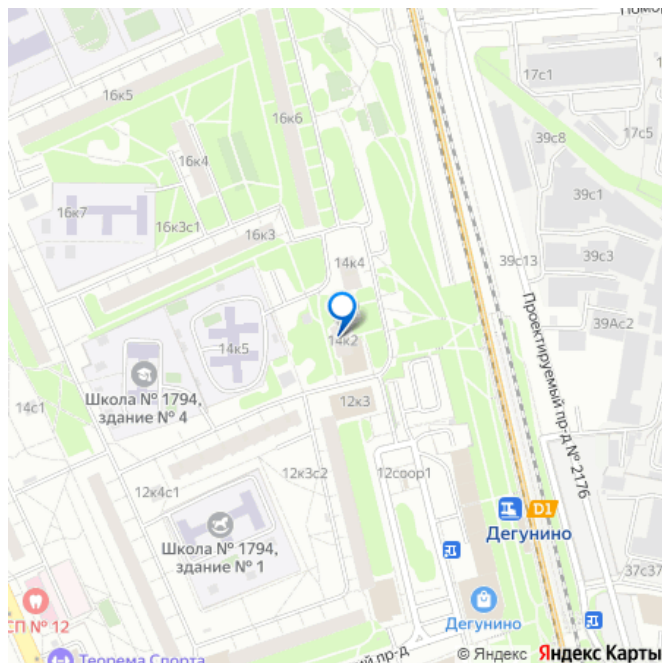 17с1
16к5
16к6
39с8
17с5
16к4
39с1
16к7
16к3с1
16к3
39с3
39с13
14к4
Проектируемый пр-д № 2176
39Ас2
14к2
14к5
Школа № 1794,
здание № 4
14с1
12к3
12к3с2
12соор1
12к4с1
D1
Дегунино
Школа № 1794,
здание № 1
37с37
СП № 12
Дегунино
Теорема Спорта
пр-д
© Яндекс Яндекс Карты